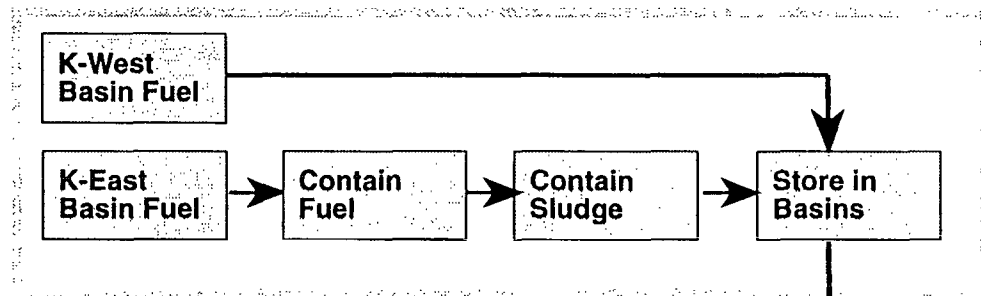 K-West
Basin Fuel
K-East
Basin Fuel
Contain
Fuel
Contain
Sludge
Store in
Basins